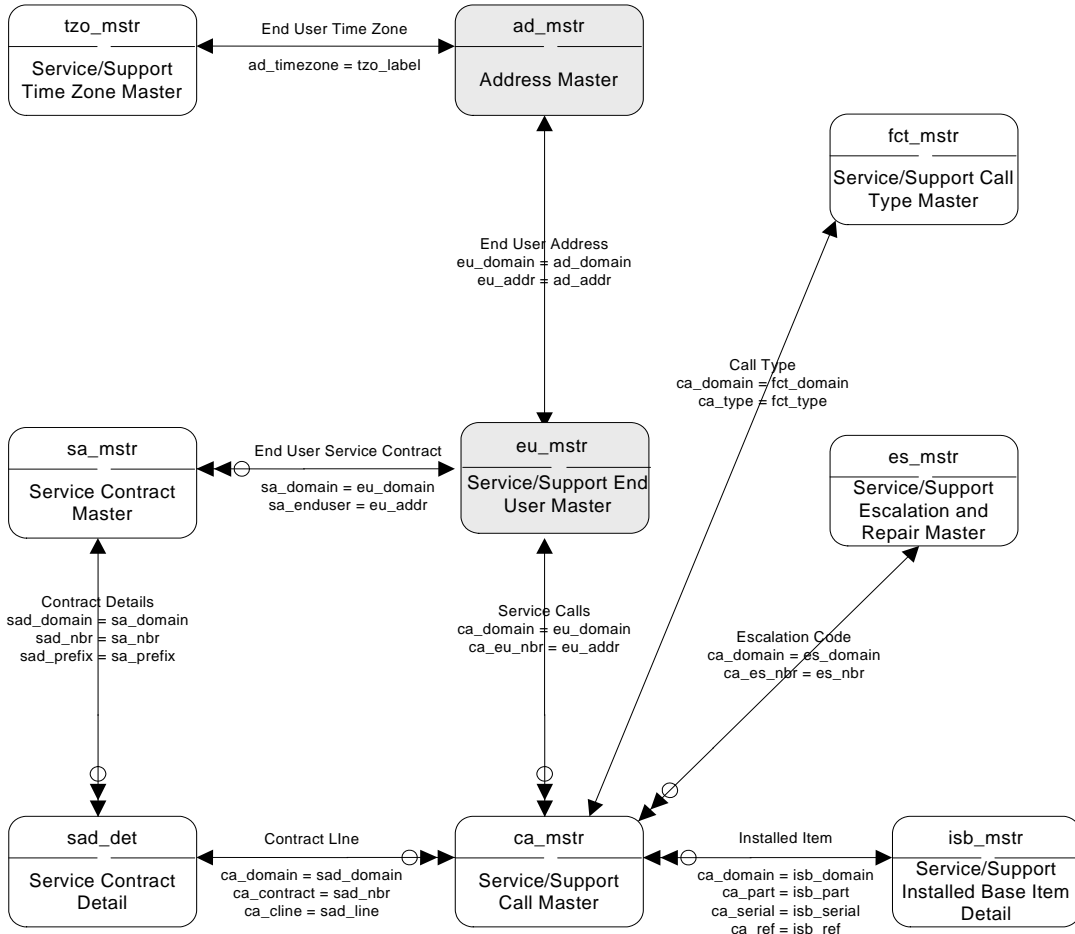 tzo_mstr
Service/Support
Time Zone Master
End User Time Zone
ad_timezone = tzo_label
ad_mstr
Address Master
fct_mstr
Service/Support Call
Type Master
End User Address
eu_domain = ad_domain
eu_addr = ad_addr
Call Type
ca_domain = fct_domain
ca_type = fct_type
sa_mstr
Service Contract
Master
End User Service Contract
sa_domain = eu_domain
sa_enduser = eu_addr
eu_mstr
Service/Support End
User Master
es_mstr
Service/Support
Escalation and
Repair Master
Contract Details
sad_domain = sa_domain
sad_nbr = sa_nbr
sad_prefix = sa_prefix
Service Calls
ca_domain = eu_domain
ca_eu_nbr = eu_addr
Escalation Code
ca_domain = es_domain
ca_es_nbr = es_nbr
sad_det
Service Contract
Detail
Contract LIne
ca_domain = sad_domain
ca_contract = sad_nbr
ca_cline = sad_line
ca_mstr
Service/Support
Call Master
Installed Item
ca_domain = isb_domain
ca_part = isb_part
ca_serial = isb_serial
ca_ref = isb_ref
isb_mstr
Service/Support
Installed Base Item
Detail